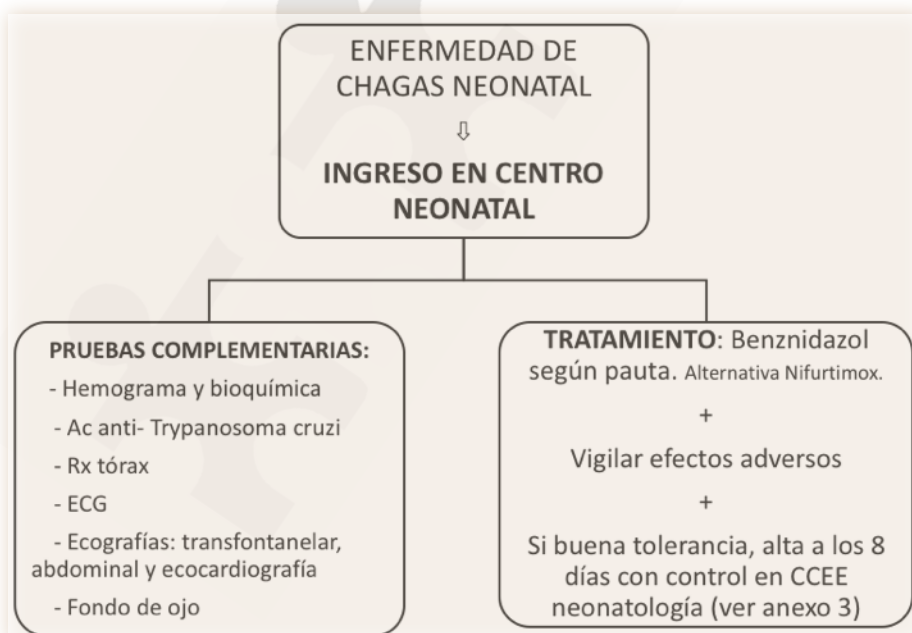 ENFERMEDAD DE
CHAGAS NEONATAL
⇩
INGRESO EN CENTRO
NEONATAL
PRUEBAS COMPLEMENTARIAS:
- Hemograma y bioquímica
- Ac anti- Trypanosoma cruzi
- Rx tórax
- ECG
- Ecografías: transfontanelar,
abdominal y ecocardiografía
- Fondo de ojo
TRATAMIENTO: Benznidazol
según pauta. Alternativa Nifurtimox.
+
Vigilar efectos adversos
+
Si buena tolerancia, alta a los 8
días con control en CCEE
neonatología (ver anexo 3)